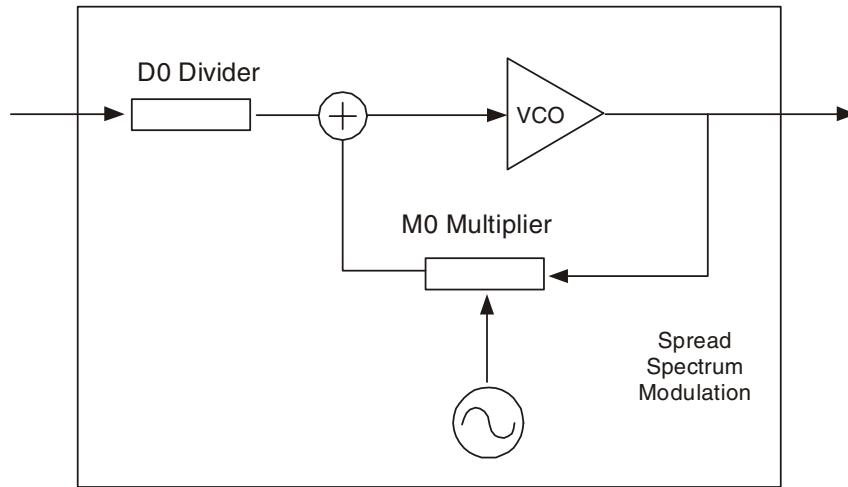 D0 Divider
VCO
M0 Multiplier
Spread
Spectrum
Modulation